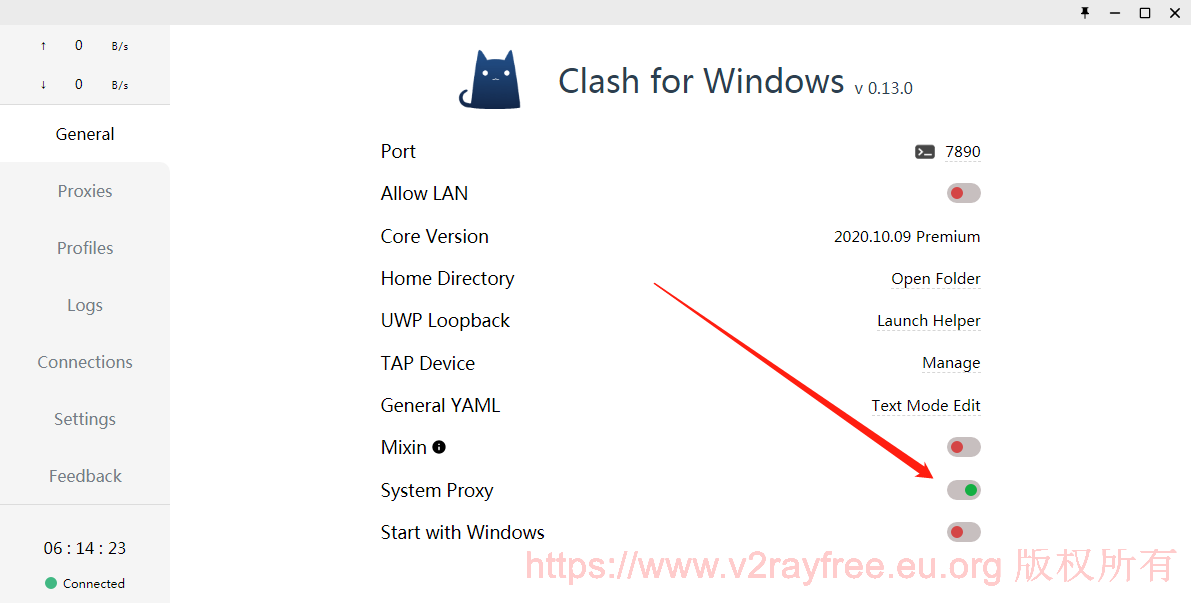 ↑ 0 B/s
↓ 0 B/s
General
Proxies
Profiles
Logs
Connections
Settings
Feedback
06 : 14 : 23
Connected
Clash for Windows v 0.13.0
Port 7890
Allow LAN
Core Version 2020.10.09 Premium
Home Directory Open Folder
UWP Loopback Launch Helper
TAP Device Manage
General YAML Text Mode Edit
Mixin
System Proxy
Start with Windows
https://www.v2rayfree.eu.org 版权所有